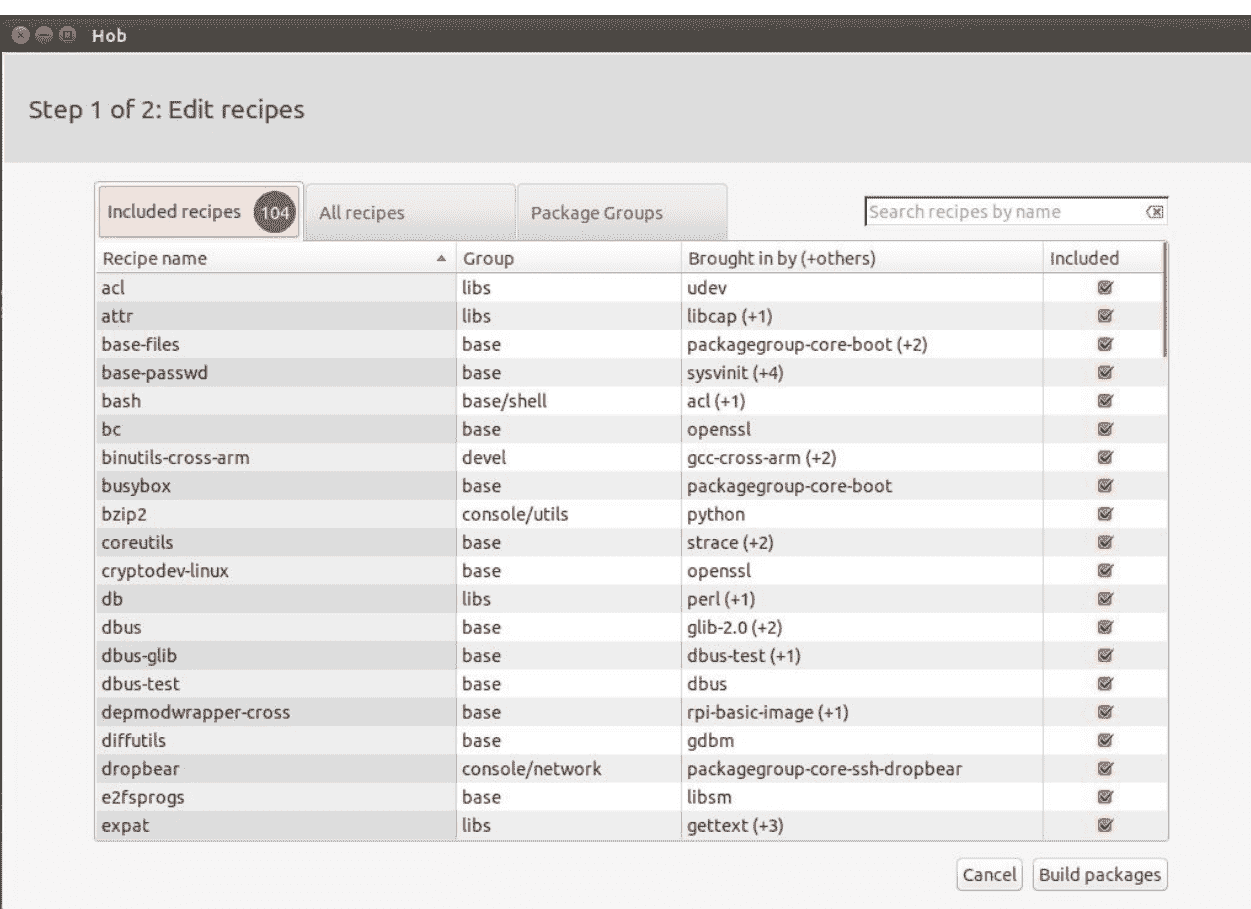 Hob
Step 1 of 2: Edit recipes
Included recipes 104 All recipes Package Groups Search recipes by name
Recipe name Group Brought in by (+others) Included
acl libs udev
attr libs libcap (+1)
base-files base packagegroup-core-boot (+2)
base-passwd base sysvinit (+4)
bash base/shell acl (+1)
bc base openssl
binutils-cross-arm devel gcc-cross-arm (+2)
busybox base packagegroup-core-boot
bzip2 console/utils python
coreutils base strace (+2)
cryptodev-linux base openssl
db libs perl (+1)
dbus base glib-2.0 (+2)
dbus-glib base dbus-test (+1)
dbus-test base dbus
depmodwrapper-cross base rpi-basic-image (+1)
diffutils base gdbm
dropbear console/network packagegroup-core-ssh-dropbear
e2fsprogs base libsm
expat libs gettext (+3)
Cancel Build packages